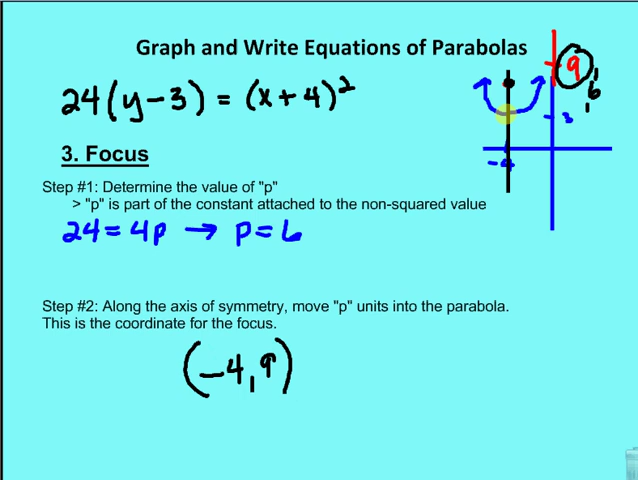 Graph and Write Equations of Parabolas
24(y-3) = (x+4)²
9
6
3
-4
3. Focus
Step #1: Determine the value of "p"
> "p" is part of the constant attached to the non-squared value
24 = 4p → p = 6
Step #2: Along the axis of symmetry, move "p" units into the parabola.
This is the coordinate for the focus.
(-4, 9)